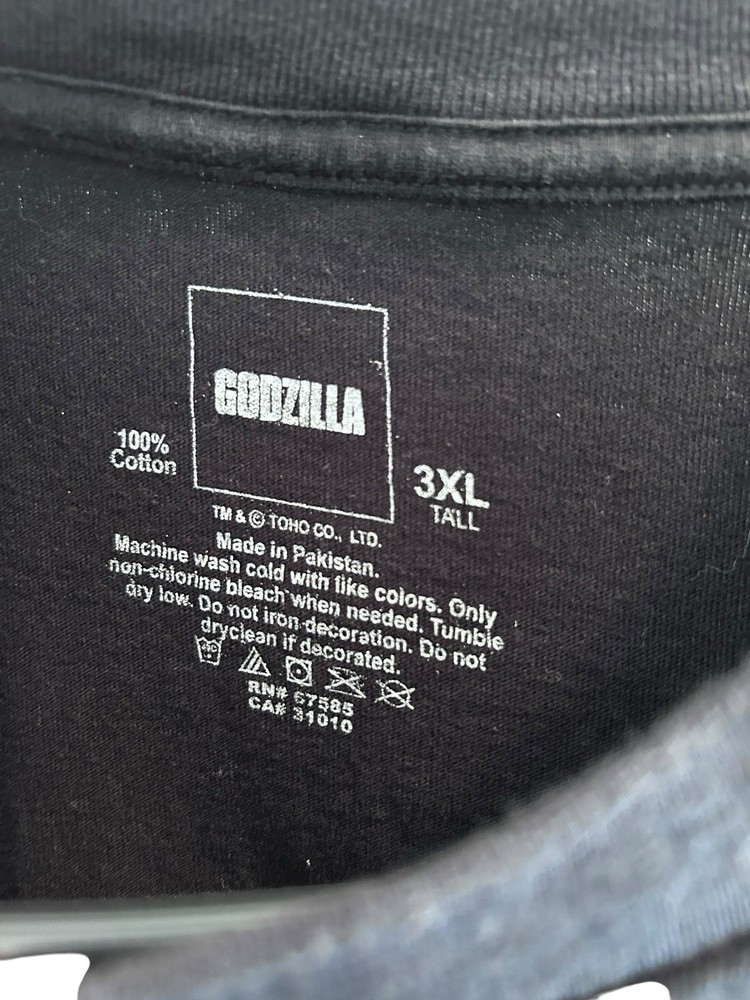 GODZILLA
100%
Cotton
3XL
TALL
TM & © TOHO CO., LTD.
Made in Pakistan.
Machine wash cold with like colors. Only
non-chlorine bleach when needed. Tumble
dry low. Do not iron decoration. Do not
dryclean if decorated.
RN# 67585
CA# 31010